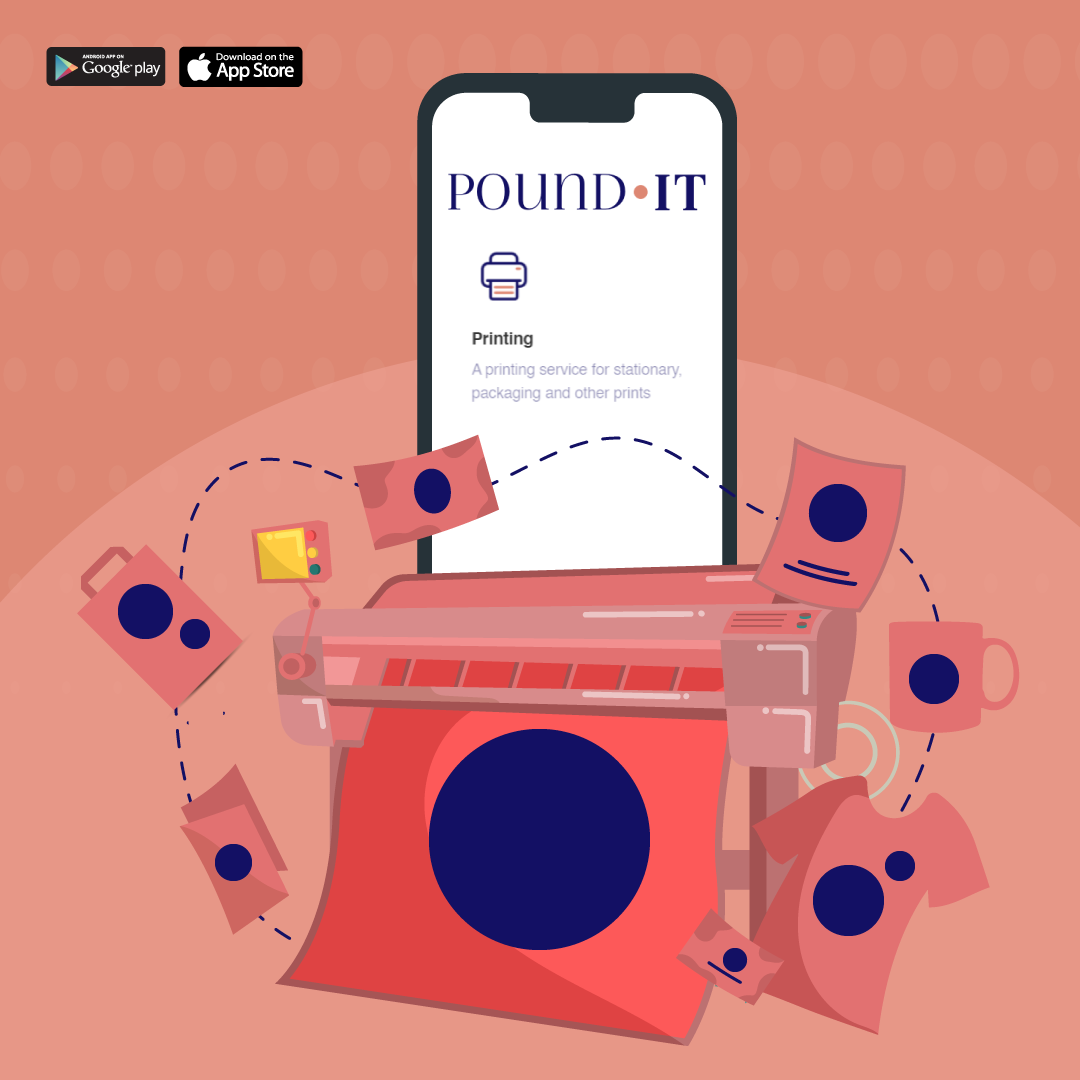 ANDROID APP ON
Google play
Download on the
App Store
POUND•IT
Printing
A printing service for stationary,
packaging and other prints